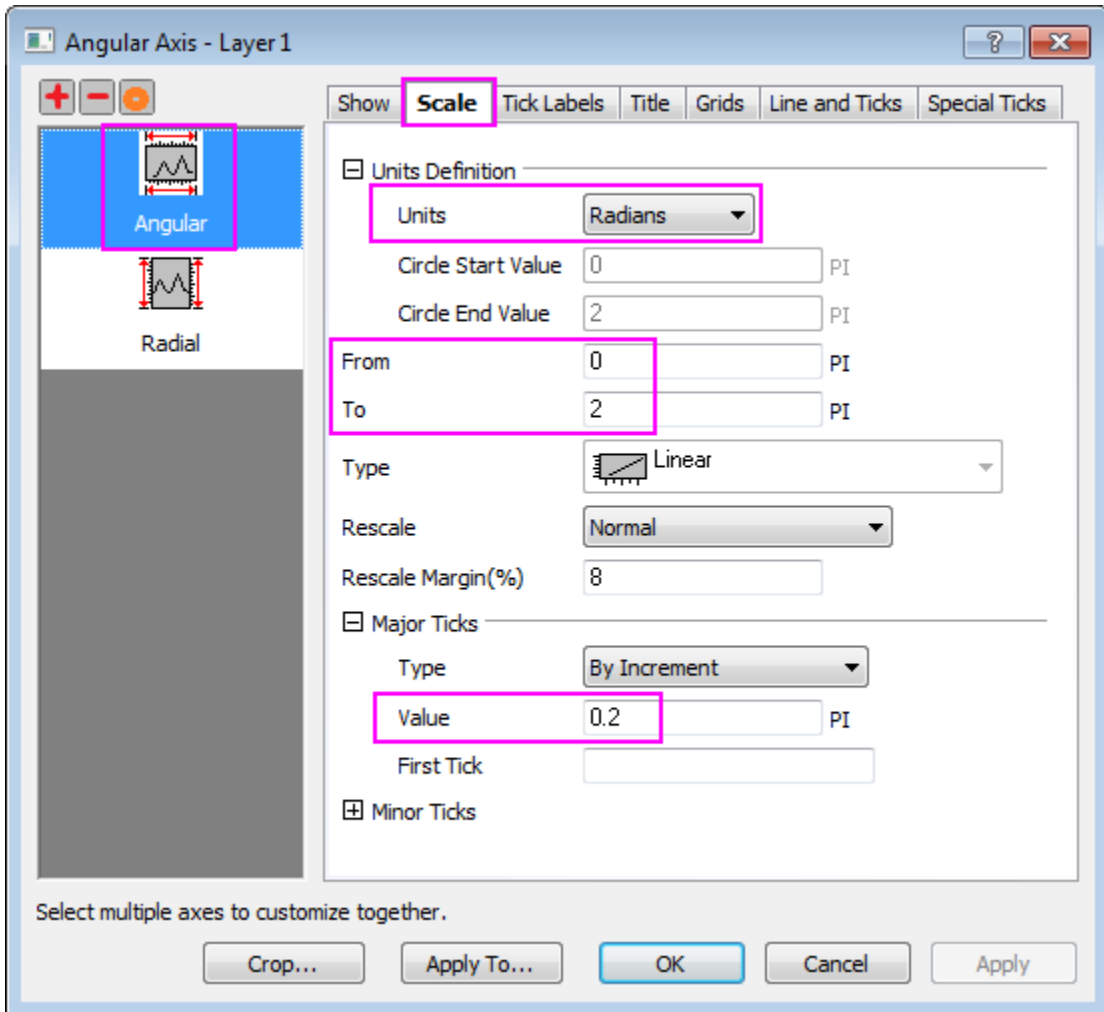 Angular Axis - Layer 1
Show Scale Tick Labels Title Grids Line and Ticks Special Ticks
Angular
Radial
Units Definition
Units Radians
Circle Start Value 0 PI
Circle End Value 2 PI
From 0 PI
To 2 PI
Type Linear
Rescale Normal
Rescale Margin(%) 8
Major Ticks
Type By Increment
Value 0.2 PI
First Tick
Minor Ticks
Select multiple axes to customize together.
Crop... Apply To... OK Cancel Apply